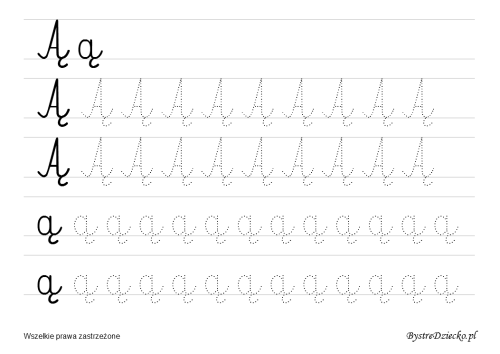 Ą ą
Ą Ą Ą Ą Ą Ą Ą Ą Ą Ą
Ą Ą Ą Ą Ą Ą Ą Ą Ą Ą
ą ą ą ą ą ą ą ą ą ą ą ą ą
ą ą ą ą ą ą ą ą ą ą ą ą ą
Wszelkie prawa zastrzeżone
BystreDziecko.pl